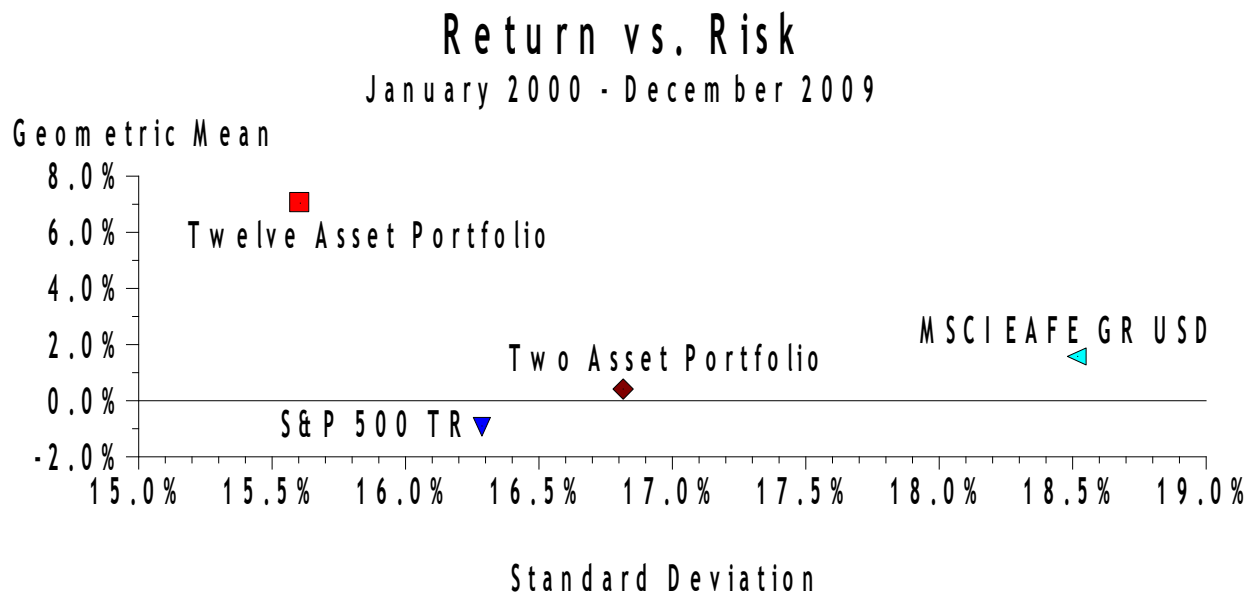 Return vs. Risk
January 2000 - December 2009
Geometric Mean
8.0%
Twelve Asset Portfolio
6.0%
4.0%
MSCI EAFE GR USD
2.0%
Two Asset Portfolio
0.0%
S&P 500 TR
-2.0%
15.0% 15.5% 16.0% 16.5% 17.0% 17.5% 18.0% 18.5% 19.0%
Standard Deviation